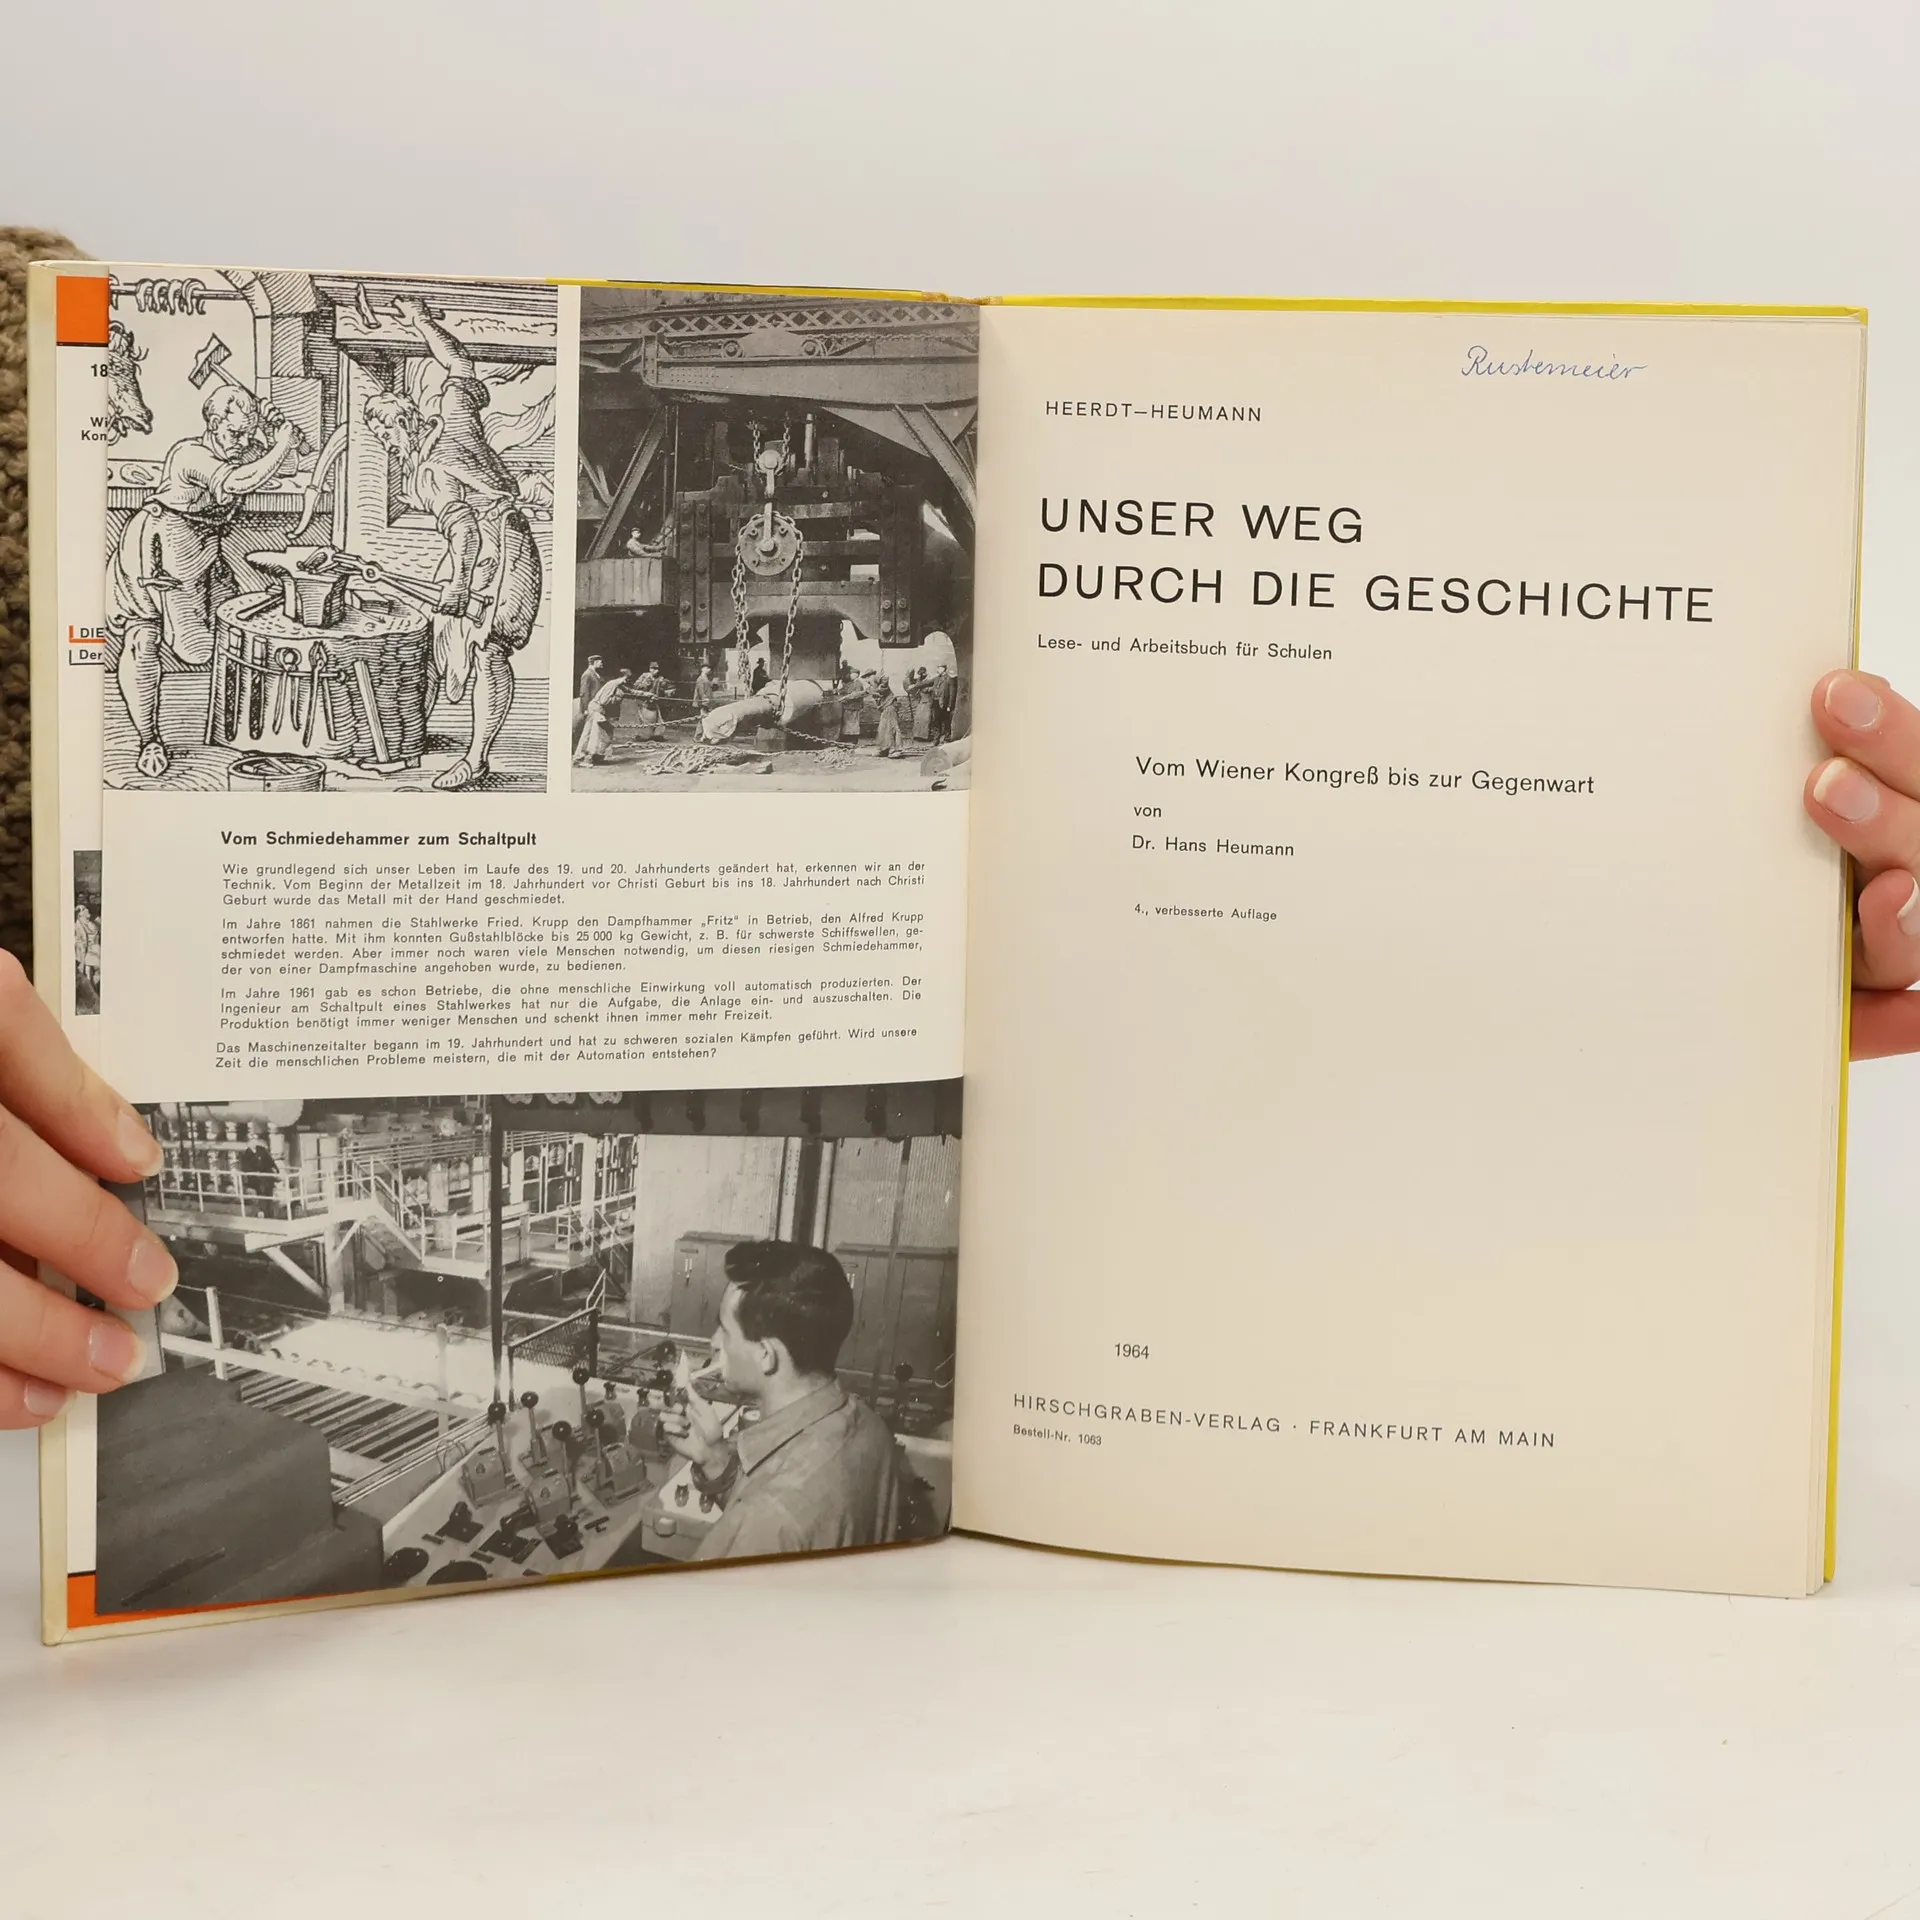 18
Wi
Kon
DIE
Der
Vom Schmiedehammer zum Schaltpult
Wie grundlegend sich unser Leben im Laufe des 19. und 20. Jahrhunderts geändert hat, erkennen wir an der
Technik. Vom Beginn der Metallzeit im 18. Jahrhundert vor Christi Geburt bis ins 18. Jahrhundert nach Christi
Geburt wurde das Metall mit der Hand geschmiedet.
Im Jahre 1861 nahmen die Stahlwerke Fried. Krupp den Dampfhammer „Fritz“ in Betrieb, den Alfred Krupp
entworfen hatte. Mit ihm konnten Gußstahlblöcke bis 25 000 kg Gewicht, z. B. für schwerste Schiffswellen, ge-
schmiedet werden. Aber immer noch waren viele Menschen notwendig, um diesen riesigen Schmiedehammer,
der von einer Dampfmaschine angehoben wurde, zu bedienen.
Im Jahre 1961 gab es schon Betriebe, die ohne menschliche Einwirkung voll automatisch produzierten. Der
Ingenieur am Schaltpult eines Stahlwerkes hat nur die Aufgabe, die Anlage ein- und auszuschalten. Die
Produktion benötigt immer weniger Menschen und schenkt ihnen immer mehr Freizeit.
Das Maschinenzeitalter begann im 19. Jahrhundert und hat zu schweren sozialen Kämpfen geführt. Wird unsere
Zeit die menschlichen Probleme meistern, die mit der Automation entstehen?
Rustemeier
HEERDT–HEUMANN
UNSER WEG
DURCH DIE GESCHICHTE
Lese- und Arbeitsbuch für Schulen
Vom Wiener Kongreß bis zur Gegenwart
von
Dr. Hans Heumann
4., verbesserte Auflage
1964
HIRSCHGRABEN-VERLAG · FRANKFURT AM MAIN
Bestell-Nr. 1063